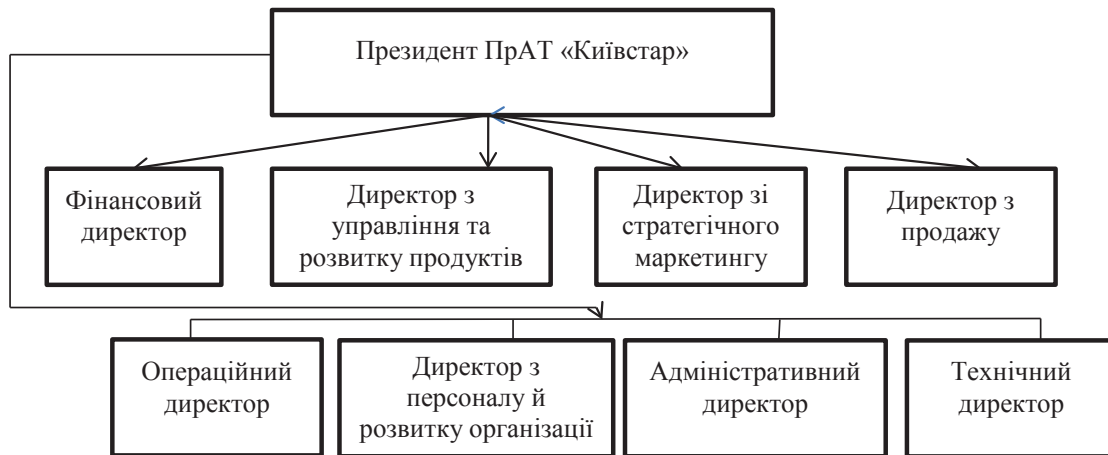 Президент ПрАТ «Київстар»
Фінансовий
директор
Директор з
управління та
розвитку продуктів
Директор зі
стратегічного
маркетингу
Директор з
продажу
Операційний
директор
Директор з
персоналу й
розвитку організації
Адміністративний
директор
Технічний
директор